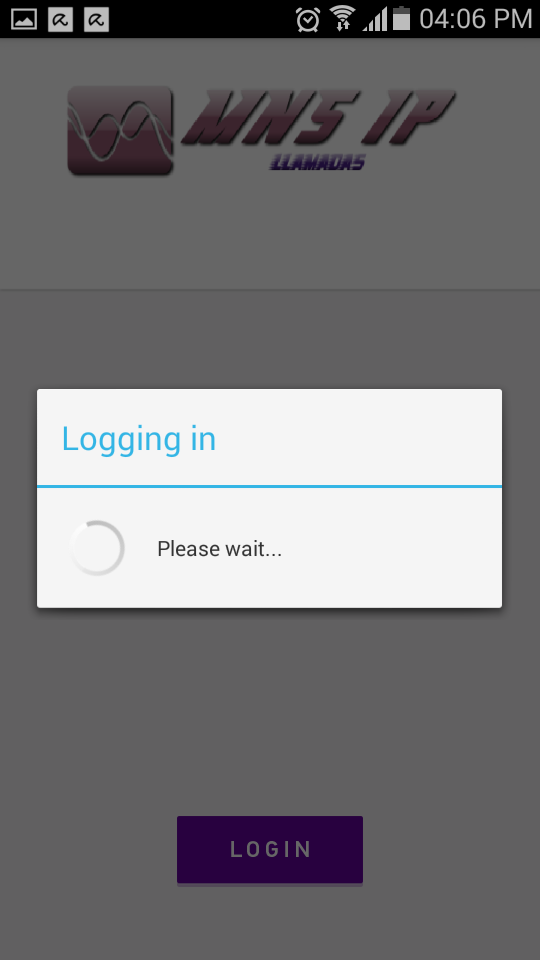 04:06 PM
MNS IP
LLAMADAS
Logging in
Please wait...
LOGIN